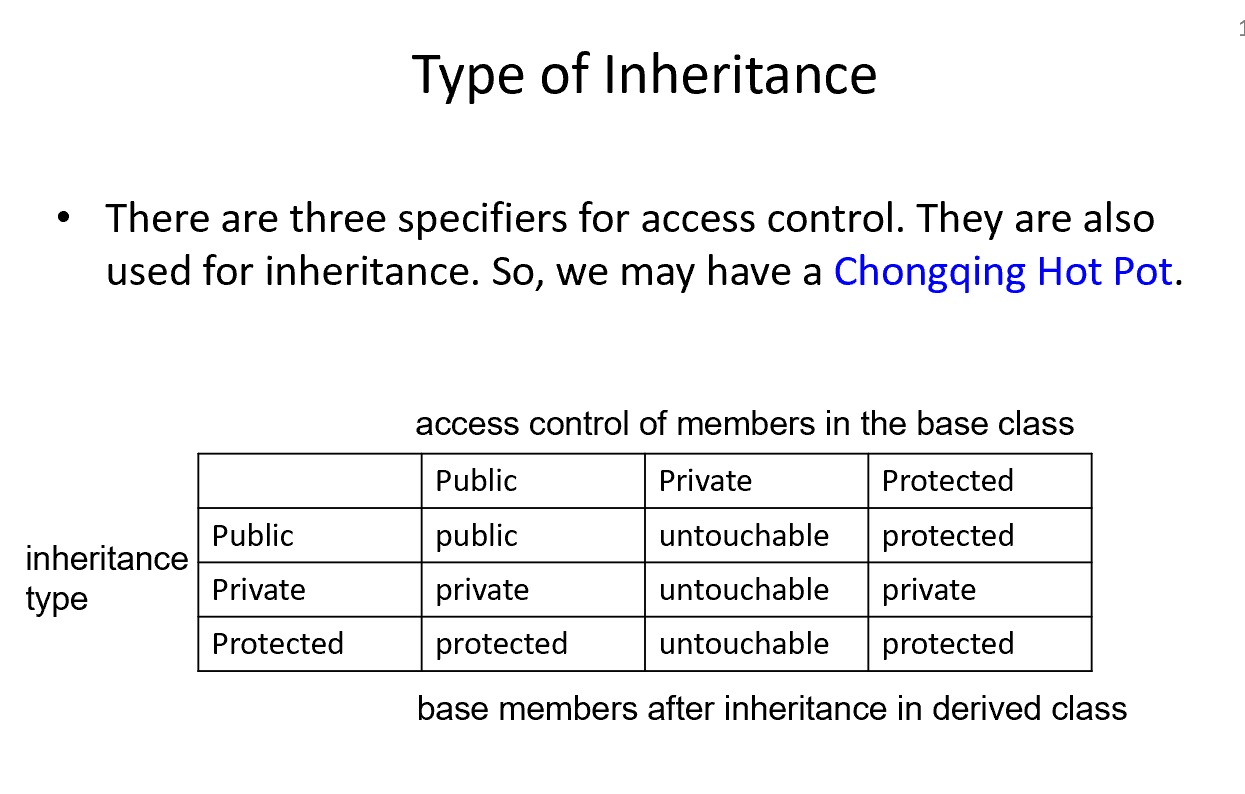 1
Type of Inheritance
• There are three specifiers for access control. They are also
used for inheritance. So, we may have a Chongqing Hot Pot.
access control of members in the base class
Public Private Protected
Public public untouchable protected
inheritance
type
Private private untouchable private
Protected protected untouchable protected
base members after inheritance in derived class